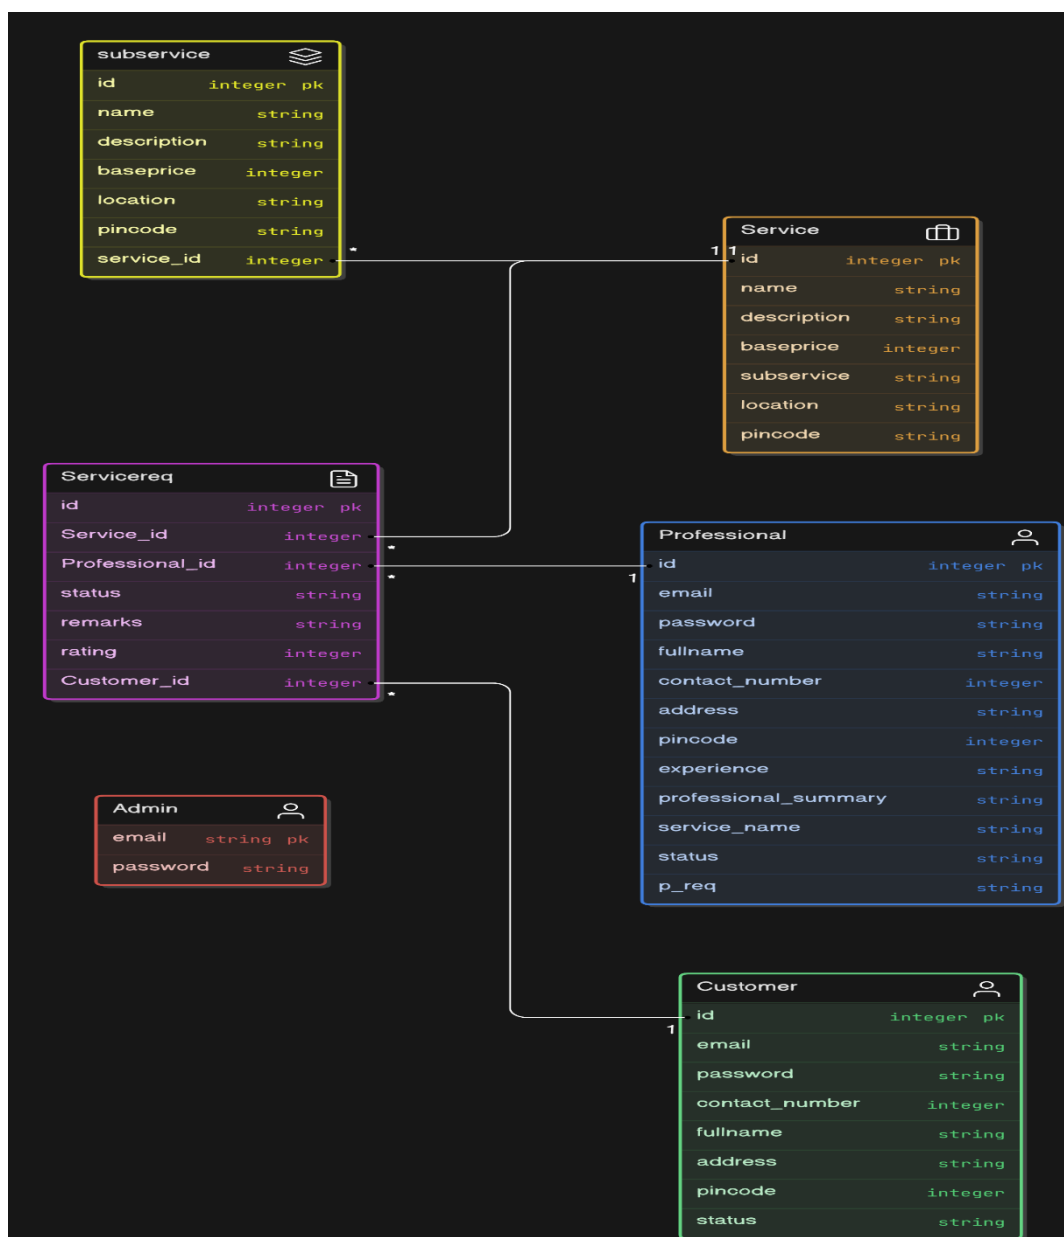 subservice
id integer pk
name string
description string
baseprice integer
location string
pincode string
service_id integer
*
1 1
Service
id integer pk
name string
description string
baseprice integer
subservice string
location string
pincode string
Servicereq
id integer pk
Service_id integer
*
Professional_id integer
*
status string
remarks string
rating integer
Customer_id integer
*
1
Professional
id integer pk
email string
password string
fullname string
contact_number integer
address string
pincode integer
experience string
professional_summary string
service_name string
status string
p_req string
Admin
email string pk
password string
1
Customer
id integer pk
email string
password string
contact_number integer
fullname string
address string
pincode integer
status string